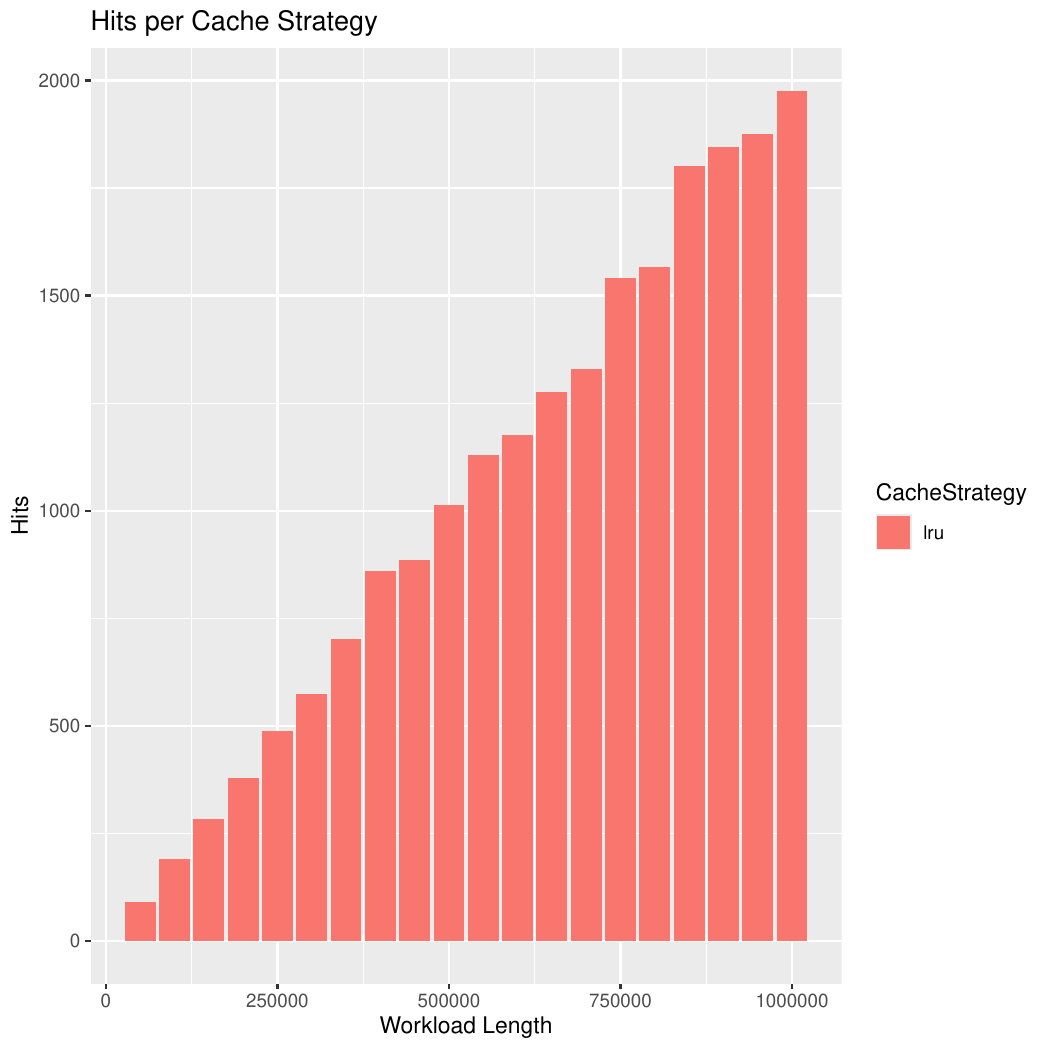 Hits per Cache Strategy
Hits
2000
1500
1000
500
0
0 250000 500000 750000 1000000
Workload Length
CacheStrategy
lru